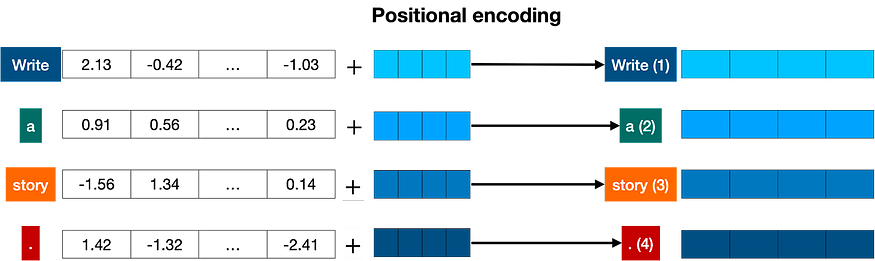 Positional encoding
Write 2.13 -0.42 ... -1.03 + Write (1)
a 0.91 0.56 ... 0.23 + a (2)
story -1.56 1.34 ... 0.14 + story (3)
. 1.42 -1.32 ... -2.41 + . (4)